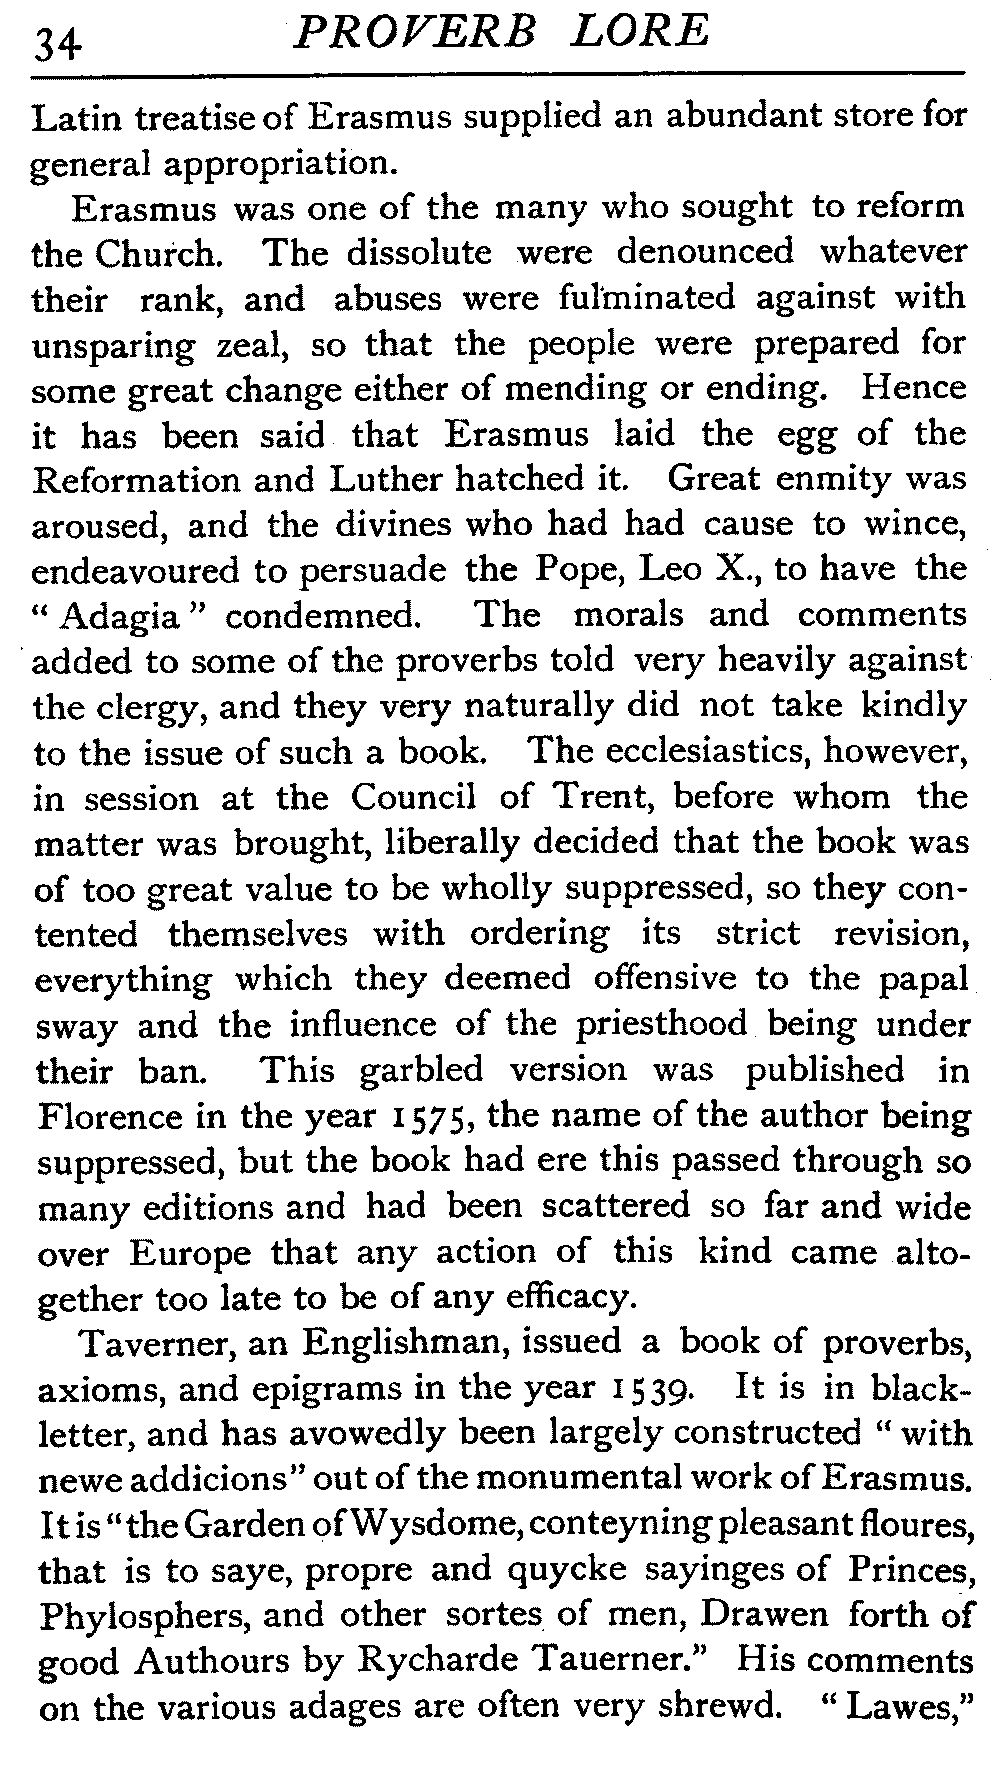 34 PROVERB LORE
Latin treatise of Erasmus supplied an abundant store for
general appropriation.
Erasmus was one of the many who sought to reform
the Church. The dissolute were denounced whatever
their rank, and abuses were fulminated against with
unsparing zeal, so that the people were prepared for
some great change either of mending or ending. Hence
it has been said that Erasmus laid the egg of the
Reformation and Luther hatched it. Great enmity was
aroused, and the divines who had had cause to wince,
endeavoured to persuade the Pope, Leo X., to have the
“ Adagia ” condemned. The morals and comments
added to some of the proverbs told very heavily against
the clergy, and they very naturally did not take kindly
to the issue of such a book. The ecclesiastics, however,
in session at the Council of Trent, before whom the
matter was brought, liberally decided that the book was
of too great value to be wholly suppressed, so they con-
tented themselves with ordering its strict revision,
everything which they deemed offensive to the papal
sway and the influence of the priesthood being under
their ban. This garbled version was published in
Florence in the year 1575, the name of the author being
suppressed, but the book had ere this passed through so
many editions and had been scattered so far and wide
over Europe that any action of this kind came alto-
gether too late to be of any efficacy.
Taverner, an Englishman, issued a book of proverbs,
axioms, and epigrams in the year 1539. It is in black-
letter, and has avowedly been largely constructed “ with
newe addicions” out of the monumental work of Erasmus.
It is “the Garden of Wysdome, conteyning pleasant floures,
that is to saye, propre and quycke sayinges of Princes,
Phylosphers, and other sortes of men, Drawen forth of
good Authours by Rycharde Tauerner.” His comments
on the various adages are often very shrewd. “ Lawes,”